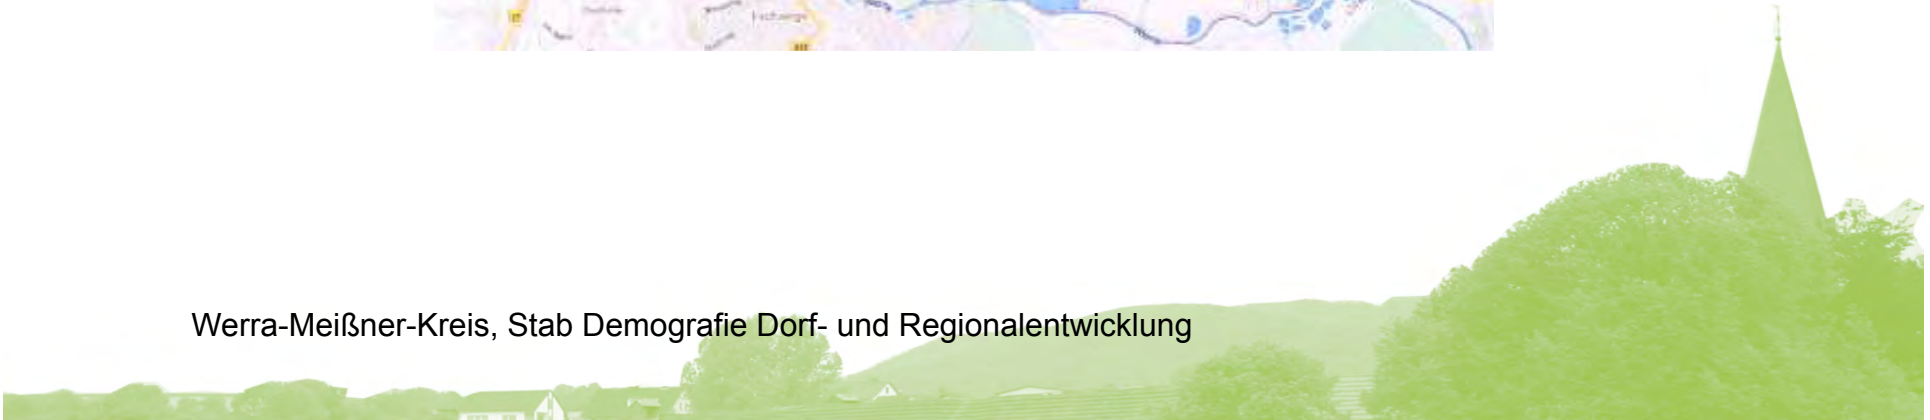 Werra-Meißner-Kreis, Stab Demografie Dorf- und Regionalentwicklung